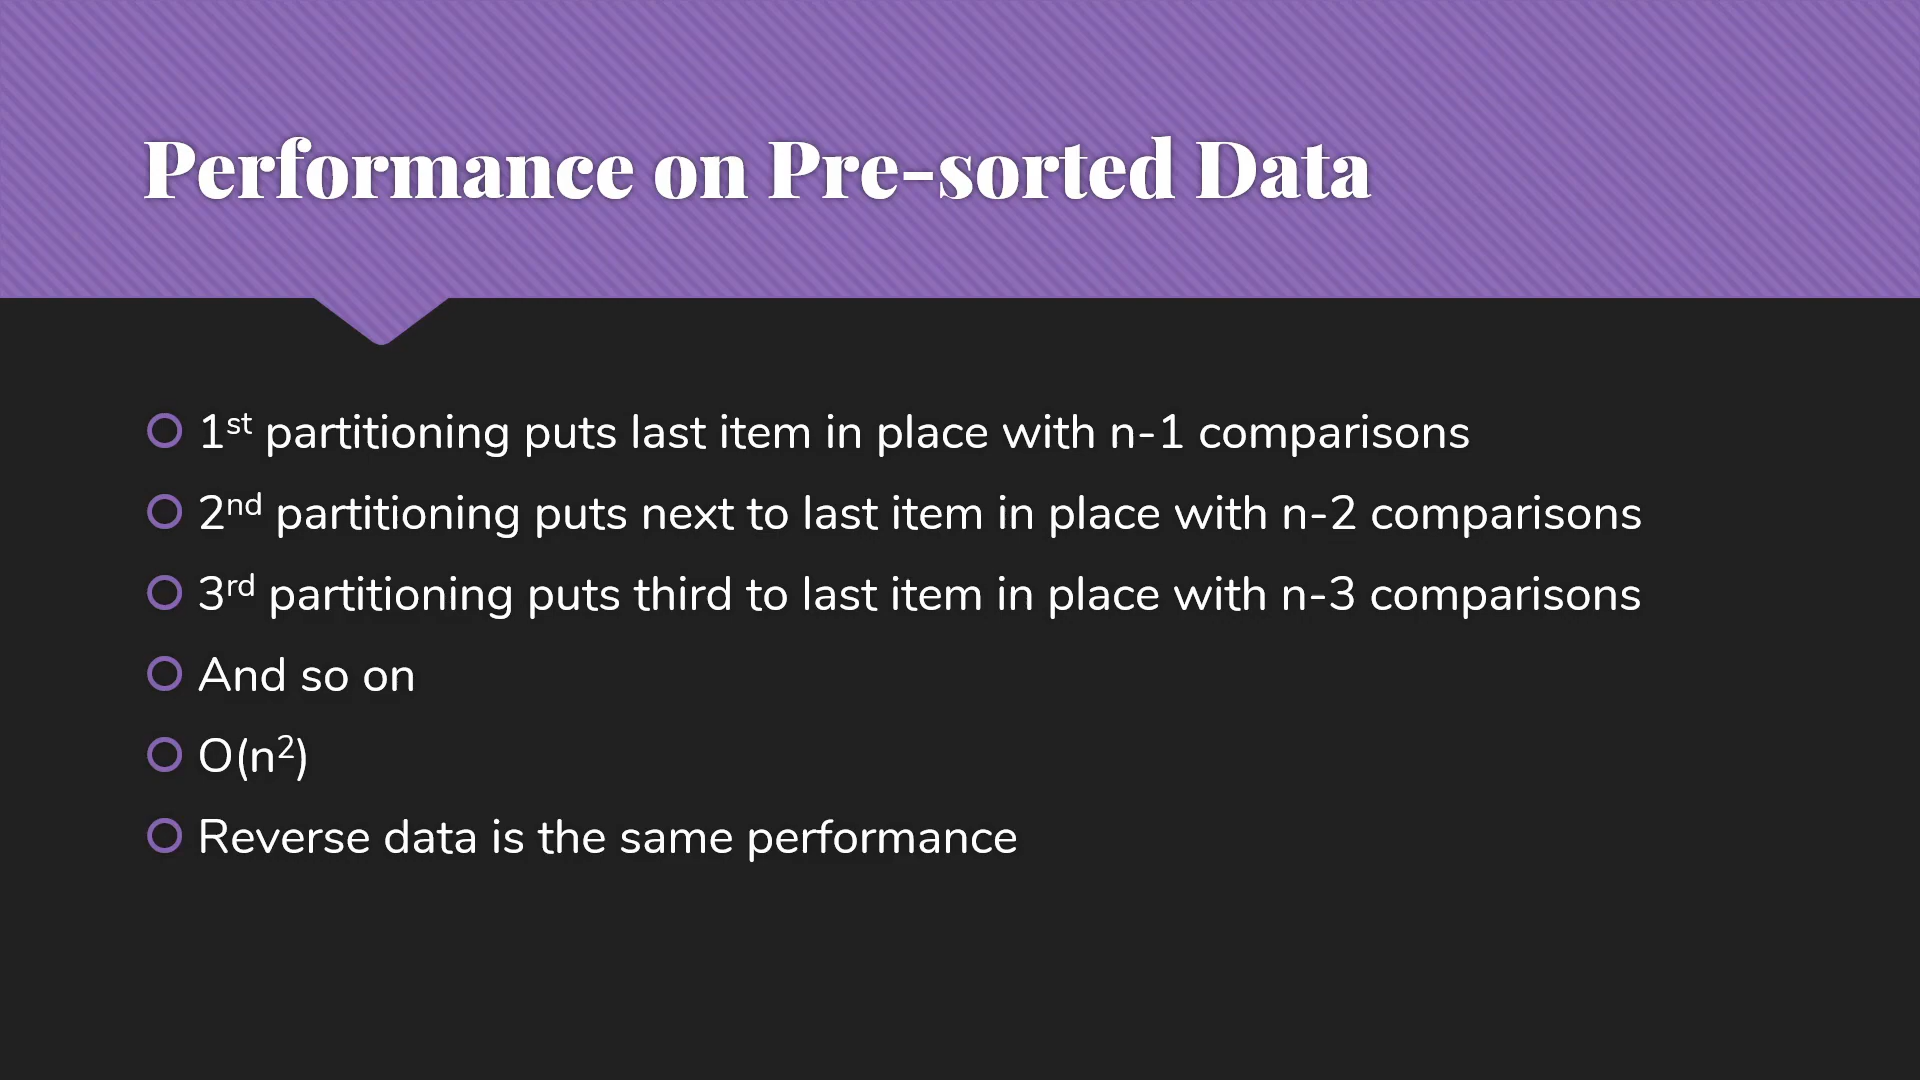 Performance on Pre-sorted Data
1st partitioning puts last item in place with n-1 comparisons
2nd partitioning puts next to last item in place with n-2 comparisons
3rd partitioning puts third to last item in place with n-3 comparisons
And so on
O(n²)
Reverse data is the same performance